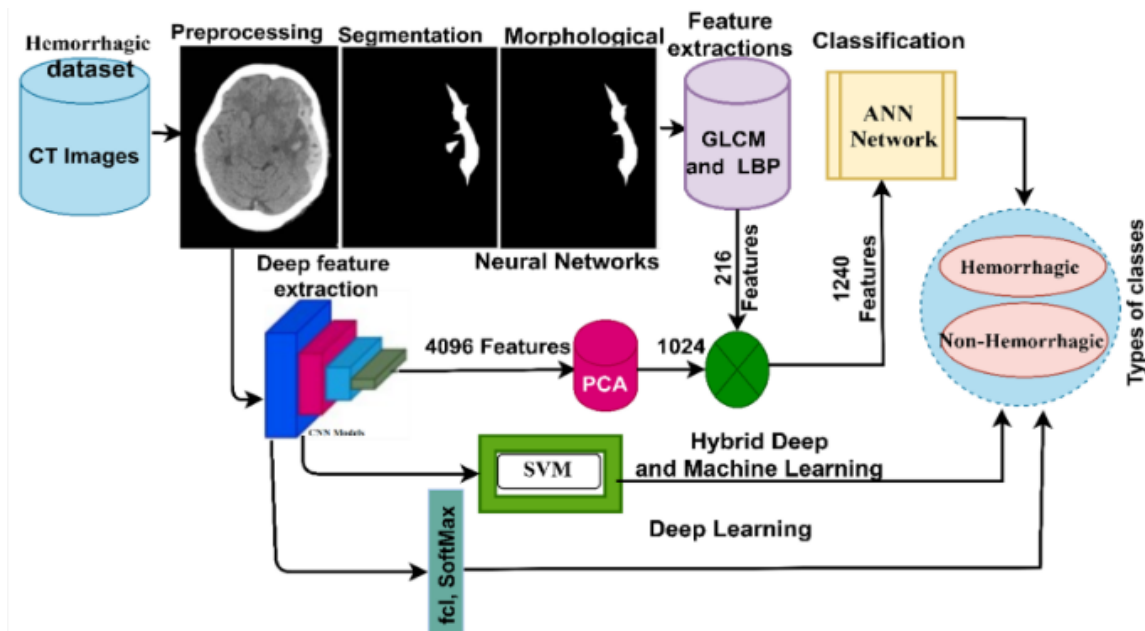 Hemorrhagic
dataset
CT Images
Preprocessing
Segmentation
Morphological
Feature
extractions
GLCM
and LBP
Classification
ANN
Network
Neural Networks
Deep feature
extraction
CNN Models
4096 Features
PCA
1024
216
Features
1240
Features
Hemorrhagic
Non-Hemorrhagic
Types of classes
SVM
Hybrid Deep
and Machine Learning
Deep Learning
fcl, SoftMax